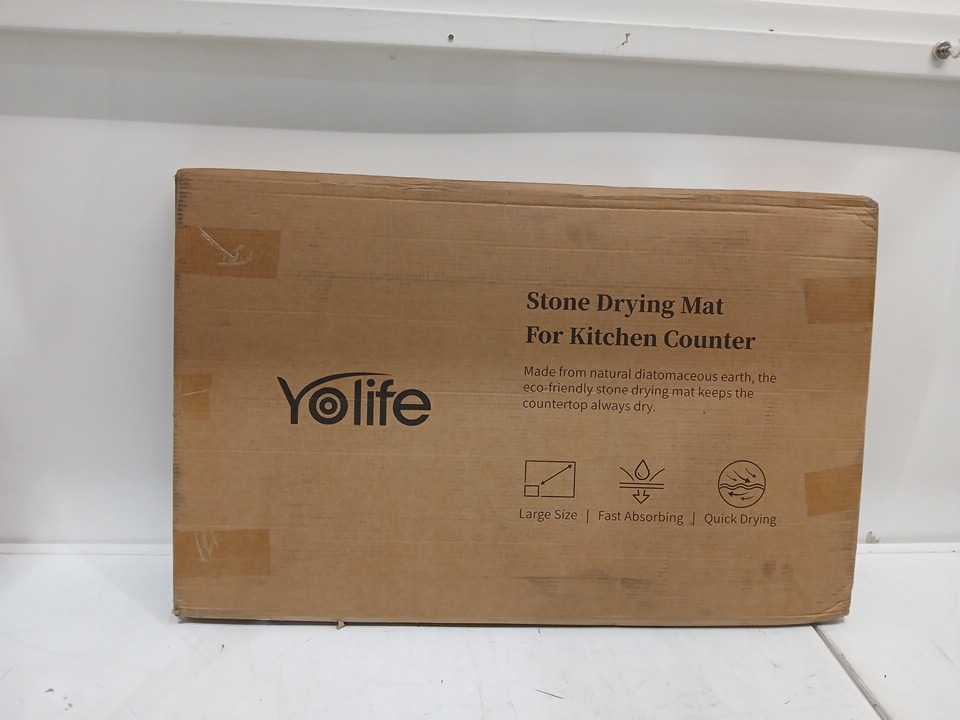 Yolife
Stone Drying Mat
For Kitchen Counter
Made from natural diatomaceous earth, the
eco-friendly stone drying mat keeps the
countertop always dry.
Large Size | Fast Absorbing | Quick Drying